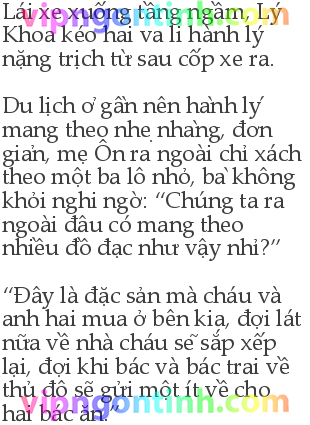 Lái xe xuống tầng ngầm, Lý
Khoa kéo hai va li hành lý
nặng trịch từ sau cốp xe ra.
Du lịch ở gần nên hành lý
mang theo nhẹ nhàng, đơn
giản, mẹ Ôn ra ngoài chỉ xách
theo một ba lô nhỏ, bà không
khỏi nghi ngờ: “Chúng ta ra
ngoài đâu có mang theo
nhiều đồ đạc như vậy nhỉ?”
“Đây là đặc sản mà cháu và
anh hai mua ở bên kia, đợi lát
nữa về nhà cháu sẽ sắp xếp
lại, đợi khi bác và bác trai về
thủ đô sẽ gửi một ít về cho
hai bác ăn.”
vipngontinh.com
vipngontinh.com